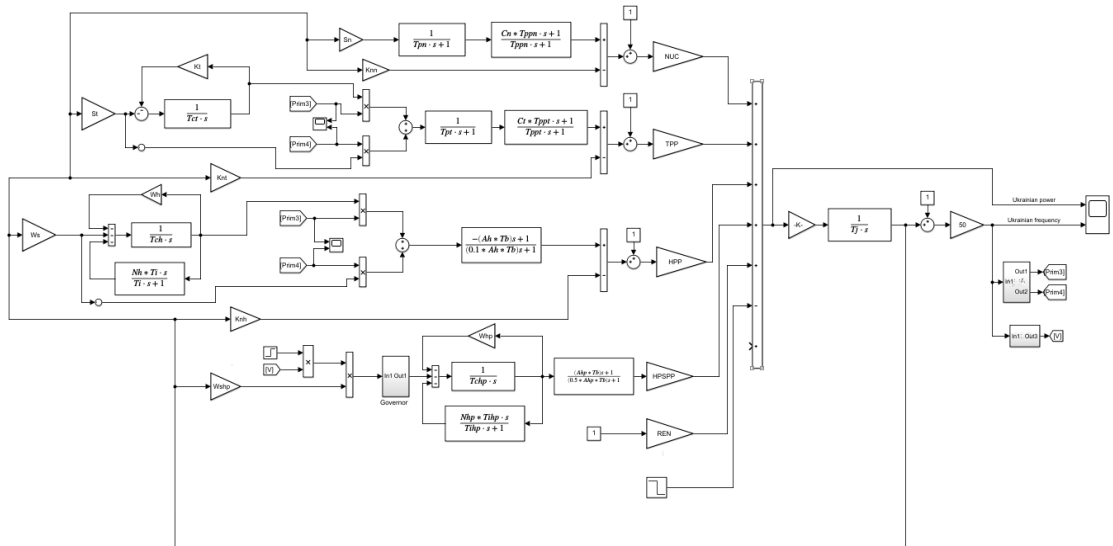 1
Sn
1
Tpn · s + 1
Cn * Tppn · s + 1
Tppn · s + 1
NUC
Knn
Kt
St
1
Tct · s
[Prim3]
[Prim4]
1
Tpt · s + 1
Ct * Tppt · s + 1
Tppt · s + 1
1
TPP
Knt
Wh
Ws
1
Tch · s
Nh * Ti · s
Ti · s + 1
[Prim3]
[Prim4]
−(Ah * Tb)s + 1
(0.1 * Ah * Tb)s + 1
1
HPP
Knh
-K-
1
Tj · s
1
50
Ukrainian power
Ukrainian frequency
In1
Out1
Out2
[Prim3]
[Prim4]
In1
Out3
[V]
[V]
Wshp
In1 Out1
Governor
Whp
1
Tchp · s
Nhp * Tihp · s
Tihp · s + 1
(Ahp * Tb)s + 1
(0.5 * Ahp * Tb)s + 1
HPSPP
1
REN